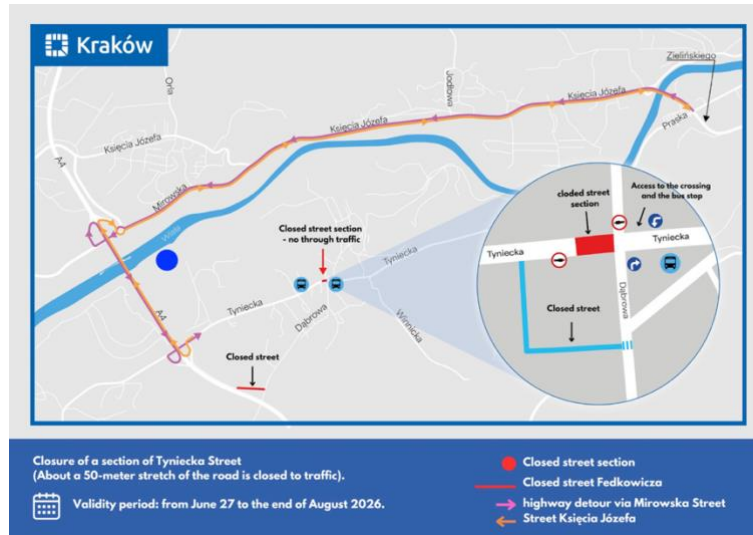 Kraków
Zielińskiego
Orla
Jodłowa
Księcia Józefa
Księcia Józefa
Praska
Księcia Józefa
A4
Mirowska
Wisła
Closed street section
- no through traffic
Tyniecka
Tyniecka
A4
Dąbrowa
Winnicka
Closed street
cloded street
section
Access to the crossing
and the bus stop
Tyniecka
Tyniecka
Dąbrowa
Closed street
Closure of a section of Tyniecka Street
(About a 50-meter stretch of the road is closed to traffic).
Validity period: from June 27 to the end of August 2026.
Closed street section
Closed street Fedkowicza
highway detour via Mirowska Street
Street Księcia Józefa